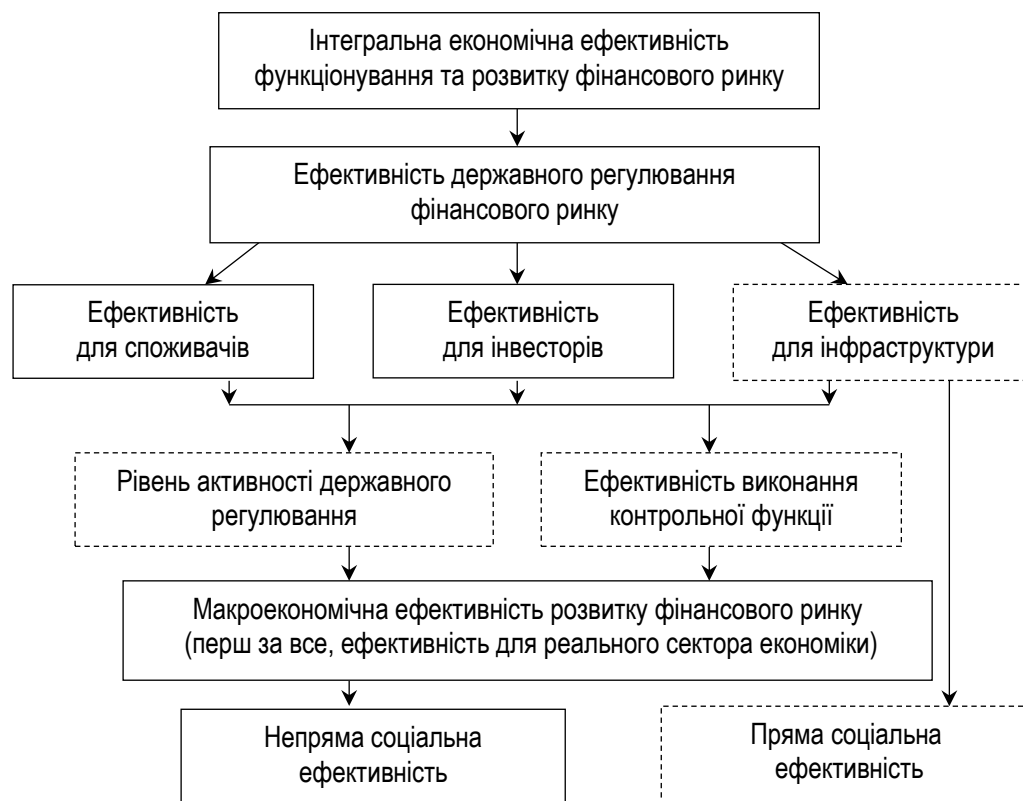 Інтегральна економічна ефективність
функціонування та розвитку фінансового ринку
Ефективність державного регулювання
фінансового ринку
Ефективність
для споживачів
Ефективність
для інвесторів
Ефективність
для інфраструктури
Рівень активності державного
регулювання
Ефективність виконання
контрольної функції
Макроекономічна ефективність розвитку фінансового ринку
(перш за все, ефективність для реального сектора економіки)
Непряма соціальна
ефективність
Пряма соціальна
ефективність